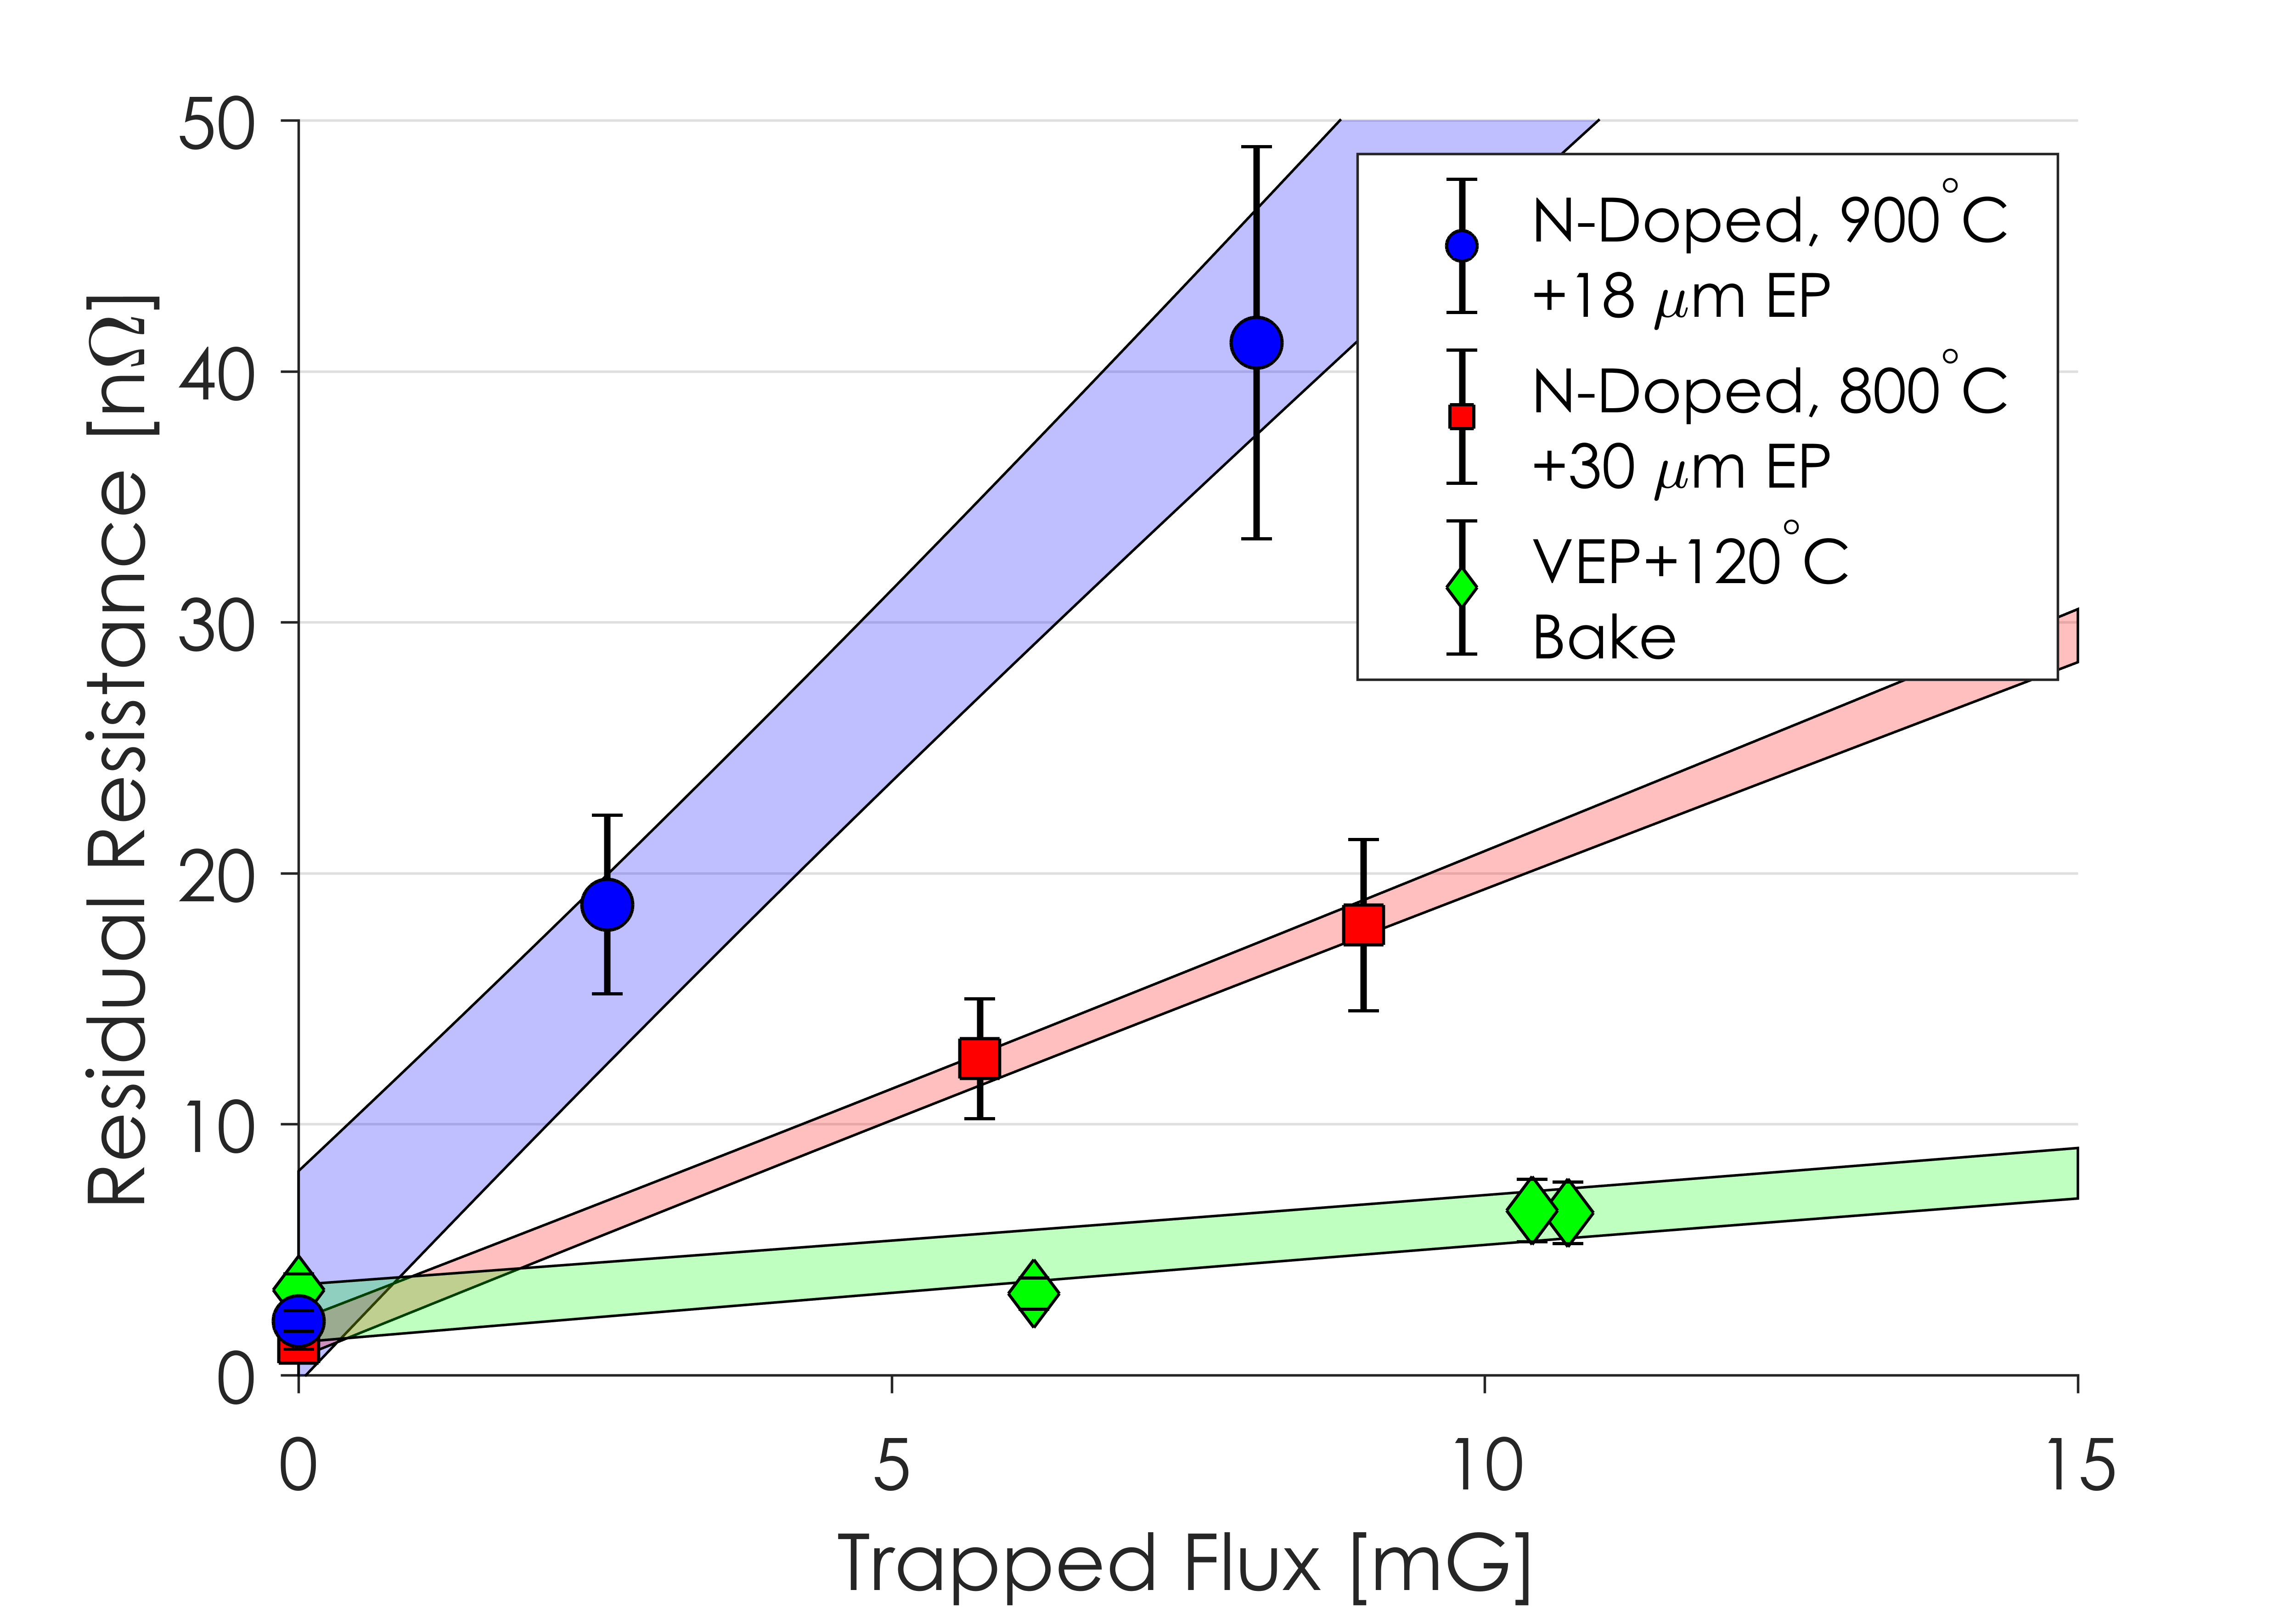 Residual Resistance [nΩ]
50
40
30
20
10
0
N-Doped, 900°C
+18 μm EP
N-Doped, 800°C
+30 μm EP
VEP+120°C
Bake
0 5 10 15
Trapped Flux [mG]